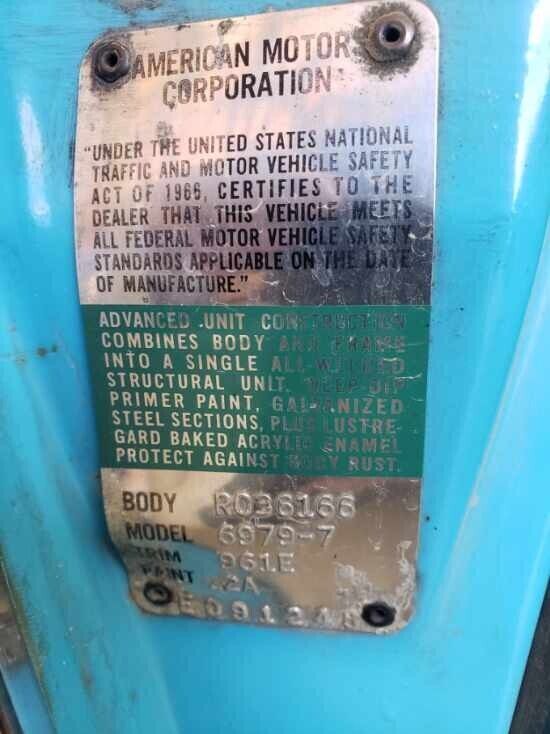 AMERICAN MOTORS
CORPORATION
"UNDER THE UNITED STATES NATIONAL
TRAFFIC AND MOTOR VEHICLE SAFETY
ACT OF 1966, CERTIFIES TO THE
DEALER THAT THIS VEHICLE MEETS
ALL FEDERAL MOTOR VEHICLE SAFETY
STANDARDS APPLICABLE ON THE DATE
OF MANUFACTURE."
ADVANCED UNIT CONSTRUCTION
COMBINES BODY AND FRAME
INTO A SINGLE ALL-WELDED
STRUCTURAL UNIT. DEEP DIP
PRIMER PAINT, GALVANIZED
STEEL SECTIONS, PLUS LUSTRE-
GARD BAKED ACRYLIC ENAMEL
PROTECT AGAINST BODY RUST.
BODY R036166
MODEL 6979-7
TRIM 961E
PAINT 42A